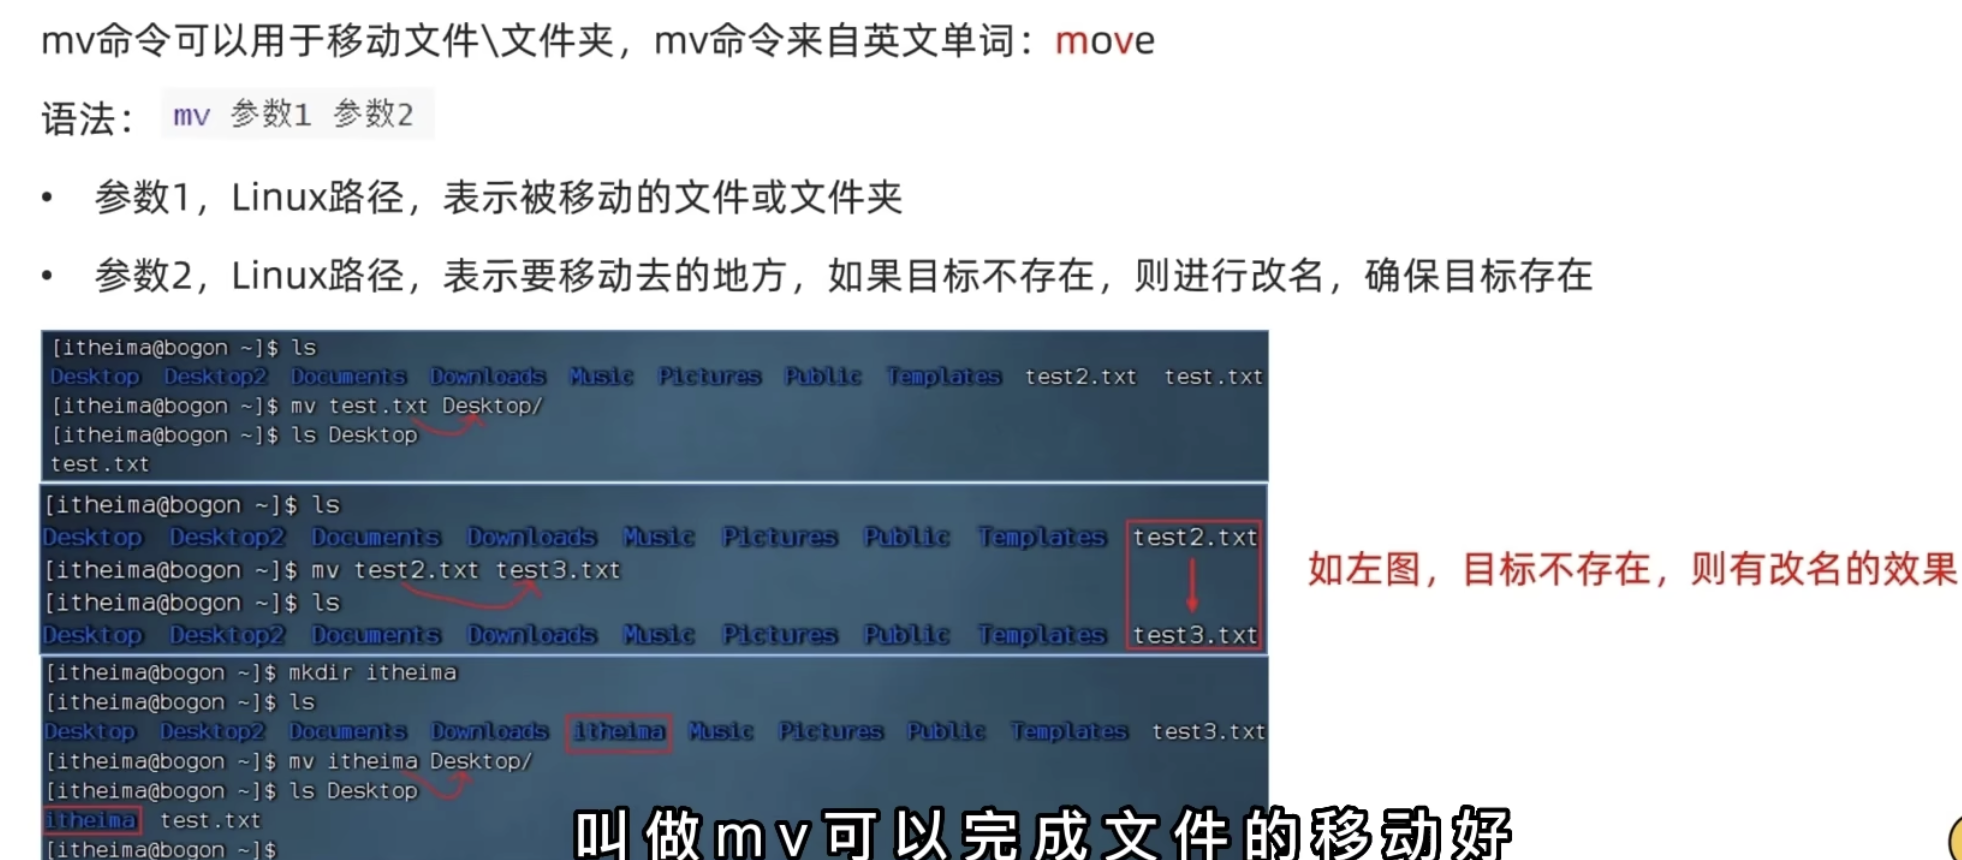 mv命令可以用于移动文件\文件夹，mv命令来自英文单词：move
语法： mv 参数1 参数2
• 参数1，Linux路径，表示被移动的文件或文件夹
• 参数2，Linux路径，表示要移动去的地方，如果目标不存在，则进行改名，确保目标存在
[itheima@bogon ~]$ ls
Desktop Desktop2 Documents Downloads Music Pictures Public Templates test2.txt test.txt
[itheima@bogon ~]$ mv test.txt Desktop/
[itheima@bogon ~]$ ls Desktop
test.txt
[itheima@bogon ~]$ ls
Desktop Desktop2 Documents Downloads Music Pictures Public Templates test2.txt
[itheima@bogon ~]$ mv test2.txt test3.txt
[itheima@bogon ~]$ ls
Desktop Desktop2 Documents Downloads Music Pictures Public Templates test3.txt
如左图，目标不存在，则有改名的效果
[itheima@bogon ~]$ mkdir itheima
[itheima@bogon ~]$ ls
Desktop Desktop2 Documents Downloads itheima Music Pictures Public Templates test3.txt
[itheima@bogon ~]$ mv itheima Desktop/
[itheima@bogon ~]$ ls Desktop
itheima test.txt
[itheima@bogon ~]$
叫做mv可以完成文件的移动好